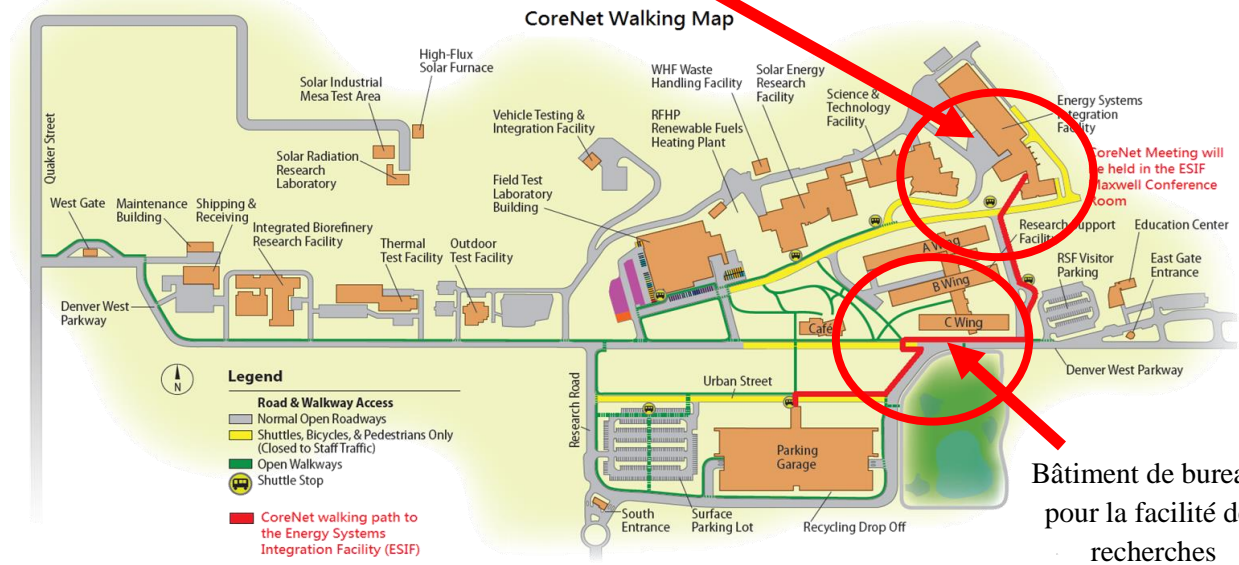 CoreNet Walking Map
High-Flux
Solar Furnace
Solar Industrial
Mesa Test Area
Solar Radiation
Research
Laboratory
Quaker Street
West Gate
Maintenance
Building
Shipping &
Receiving
Integrated Biorefinery
Research Facility
Thermal
Test Facility
Outdoor
Test Facility
Vehicle Testing &
Integration Facility
Field Test
Laboratory
Building
WHF Waste
Handling Facility
RFHP
Renewable Fuels
Heating Plant
Solar Energy
Research
Facility
Science &
Technology
Facility
Energy Systems
Integration
Facility
CoreNet Meeting will
be held in the ESIF
Maxwell Conference
Room
Research Support
Facility
A Wing
B Wing
C Wing
Café
RSF Visitor
Parking
Education Center
East Gate
Entrance
Denver West
Parkway
Denver West Parkway
N
Legend
Road & Walkway Access
Normal Open Roadways
Shuttles, Bicycles, & Pedestrians Only
(Closed to Staff Traffic)
Open Walkways
Shuttle Stop
CoreNet walking path to
the Energy Systems
Integration Facility (ESIF)
Research Road
Urban Street
Parking
Garage
South
Entrance
Surface
Parking Lot
Recycling Drop Off
Bâtiment de burea
pour la facilité d
recherches